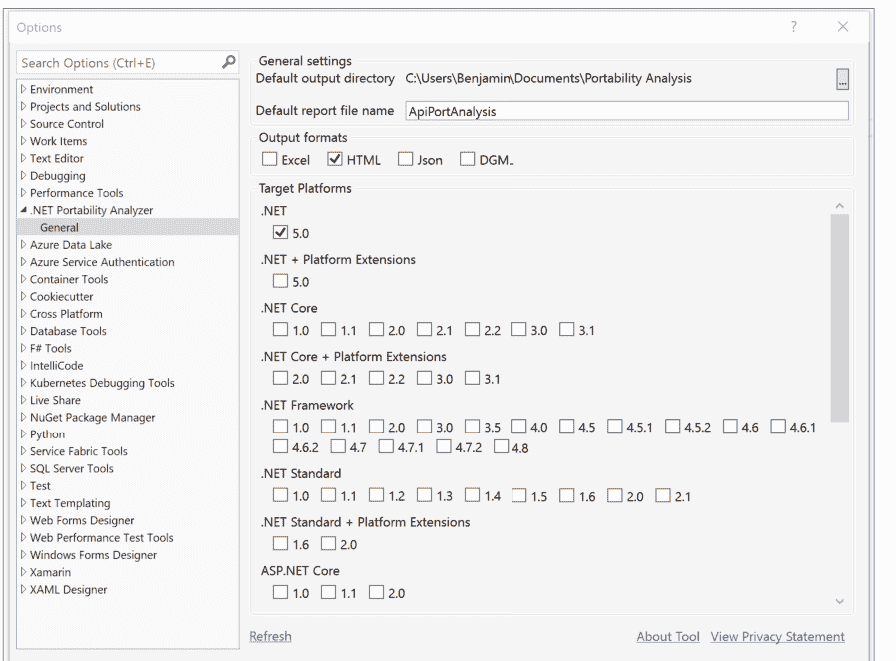 Options
?
Search Options (Ctrl+E)
Environment
Projects and Solutions
Source Control
Work Items
Text Editor
Debugging
Performance Tools
.NET Portability Analyzer
General
Azure Data Lake
Azure Service Authentication
Container Tools
Cookiecutter
Cross Platform
Database Tools
F# Tools
IntelliCode
Kubernetes Debugging Tools
Live Share
NuGet Package Manager
Python
Service Fabric Tools
SQL Server Tools
Test
Text Templating
Web Forms Designer
Web Performance Test Tools
Windows Forms Designer
Xamarin
XAML Designer
General settings
Default output directory C:\Users\Benjamin\Documents\Portability Analysis ...
Default report file name ApiPortAnalysis
Output formats
Excel HTML Json DGML
Target Platforms
.NET
5.0
.NET + Platform Extensions
5.0
.NET Core
1.0 1.1 2.0 2.1 2.2 3.0 3.1
.NET Core + Platform Extensions
2.0 2.1 2.2 3.0 3.1
.NET Framework
1.0 1.1 2.0 3.0 3.5 4.0 4.5 4.5.1 4.5.2 4.6 4.6.1
4.6.2 4.7 4.7.1 4.7.2 4.8
.NET Standard
1.0 1.1 1.2 1.3 1.4 1.5 1.6 2.0 2.1
.NET Standard + Platform Extensions
1.6 2.0
ASP.NET Core
1.0 1.1 2.0
Refresh
About Tool View Privacy Statement